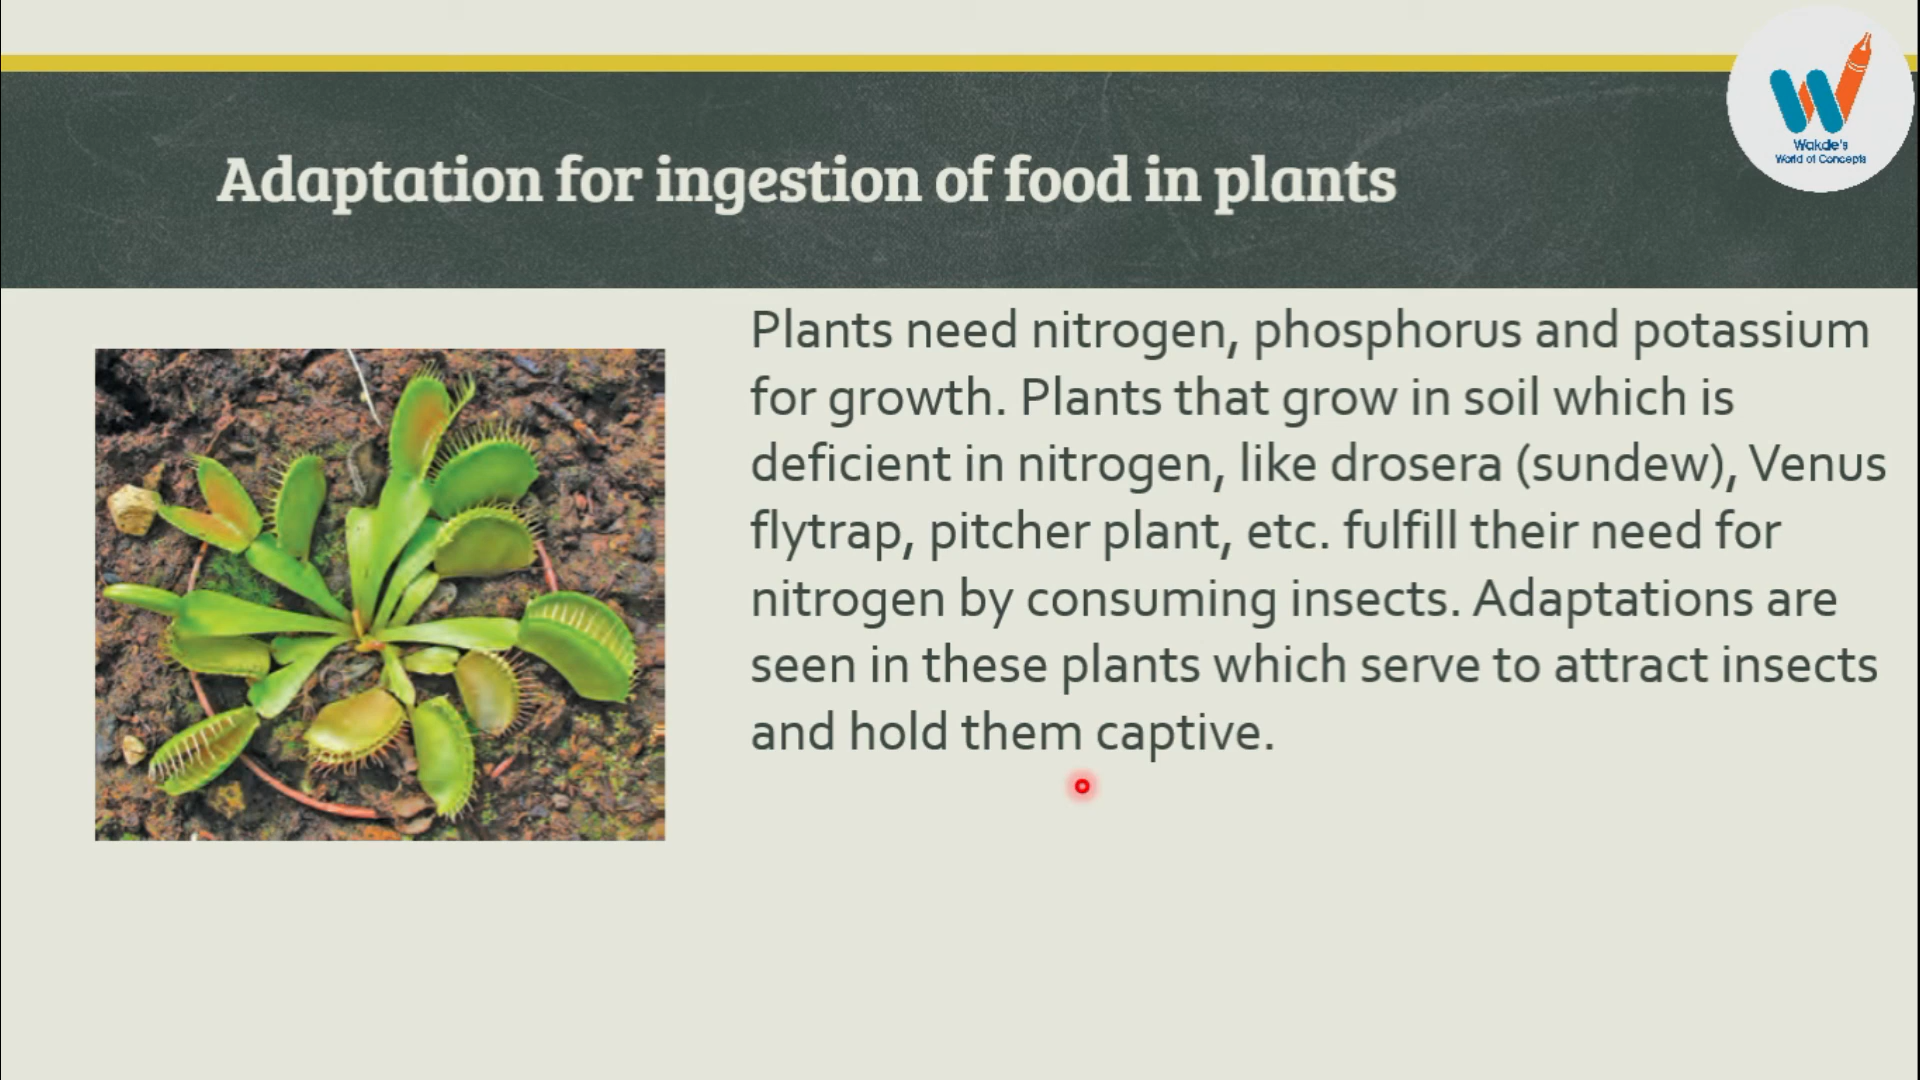 Wakde's
World of Concepts
Adaptation for ingestion of food in plants
Plants need nitrogen, phosphorus and potassium
for growth. Plants that grow in soil which is
deficient in nitrogen, like drosera (sundew), Venus
flytrap, pitcher plant, etc. fulfill their need for
nitrogen by consuming insects. Adaptations are
seen in these plants which serve to attract insects
and hold them captive.